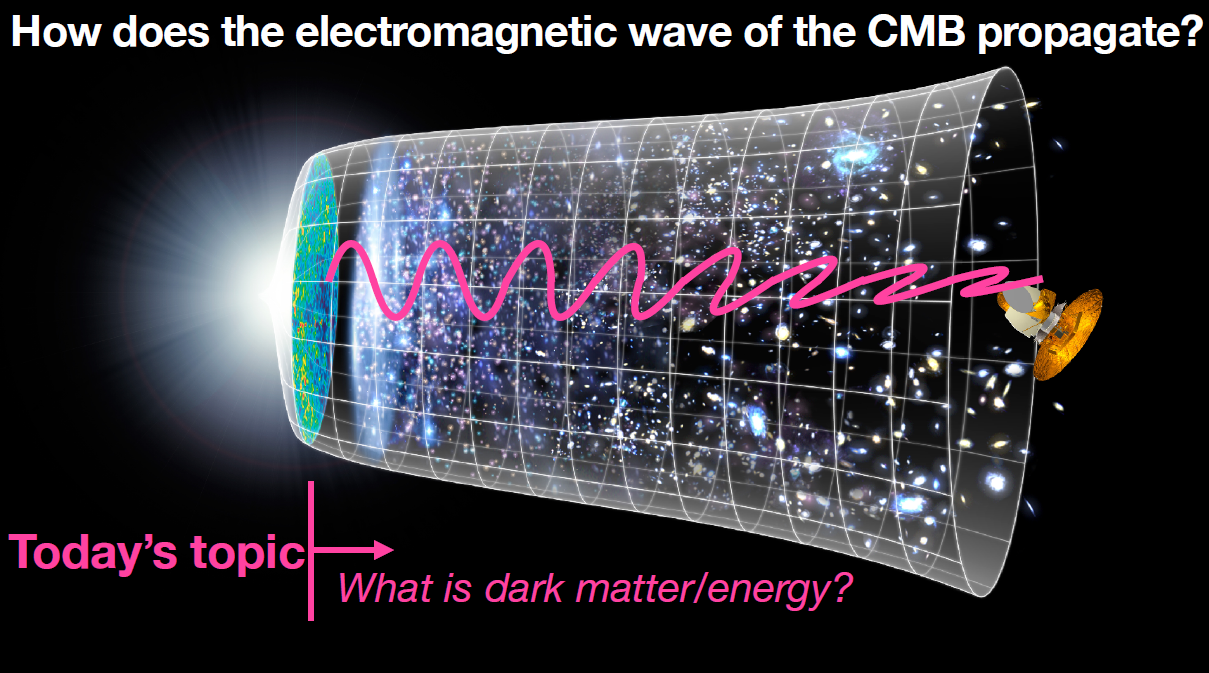 How does the electromagnetic wave of the CMB propagate?
Today's topic
What is dark matter/energy?